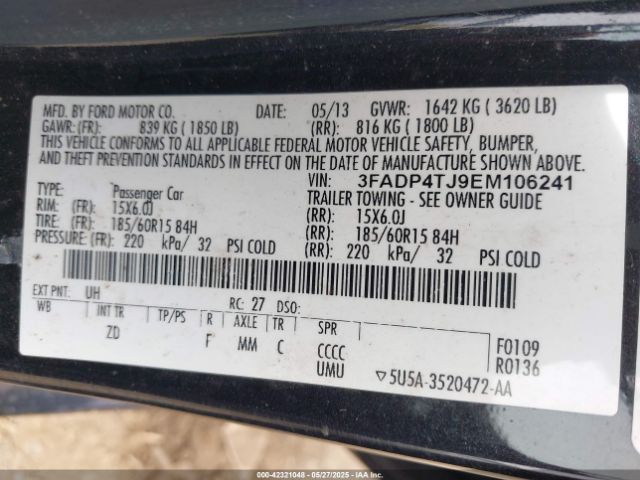 MFD. BY FORD MOTOR CO. DATE: 05/13 GVWR: 1642 KG ( 3620 LB)
GAWR: (FR): 839 KG ( 1850 LB) (RR): 816 KG ( 1800 LB)
THIS VEHICLE CONFORMS TO ALL APPLICABLE FEDERAL MOTOR VEHICLE SAFETY, BUMPER,
AND THEFT PREVENTION STANDARDS IN EFFECT ON THE DATE OF MANUFACTURE SHOWN ABOVE.
VIN: 3FADP4TJ9EM106241
TYPE: Passenger Car TRAILER TOWING - SEE OWNER GUIDE
RIM: (FR): 15X6.0J (RR): 15X6.0J
TIRE: (FR): 185/60R15 84H (RR): 185/60R15 84H
PRESSURE: (FR): 220 kPa/ 32 PSI COLD (RR): 220 kPa/ 32 PSI COLD
EXT PNT: UH RC: 27 DSO:
WB INT TR TP/PS R AXLE TR SPR
ZD F MM C CCCC
UMU
F0109
R0136
▽5U5A-3520472-AA
000-42321048 | 05/27/2025 | IAAI.COM